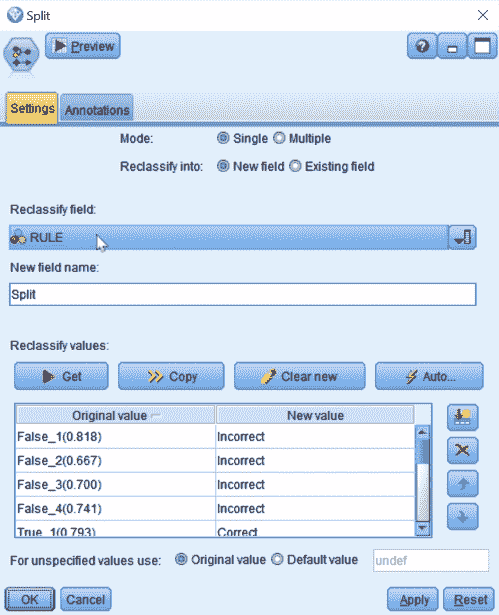 Split
Preview
Settings Annotations
Mode: Single Multiple
Reclassify into: New field Existing field
Reclassify field:
RULE
New field name:
Split
Reclassify values:
Get Copy Clear new Auto...
Original value New value
False_1(0.818) Incorrect
False_2(0.667) Incorrect
False_3(0.700) Incorrect
False_4(0.741) Incorrect
True_1(0.793) Correct
For unspecified values use: Original value Default value undef
OK Cancel Apply Reset